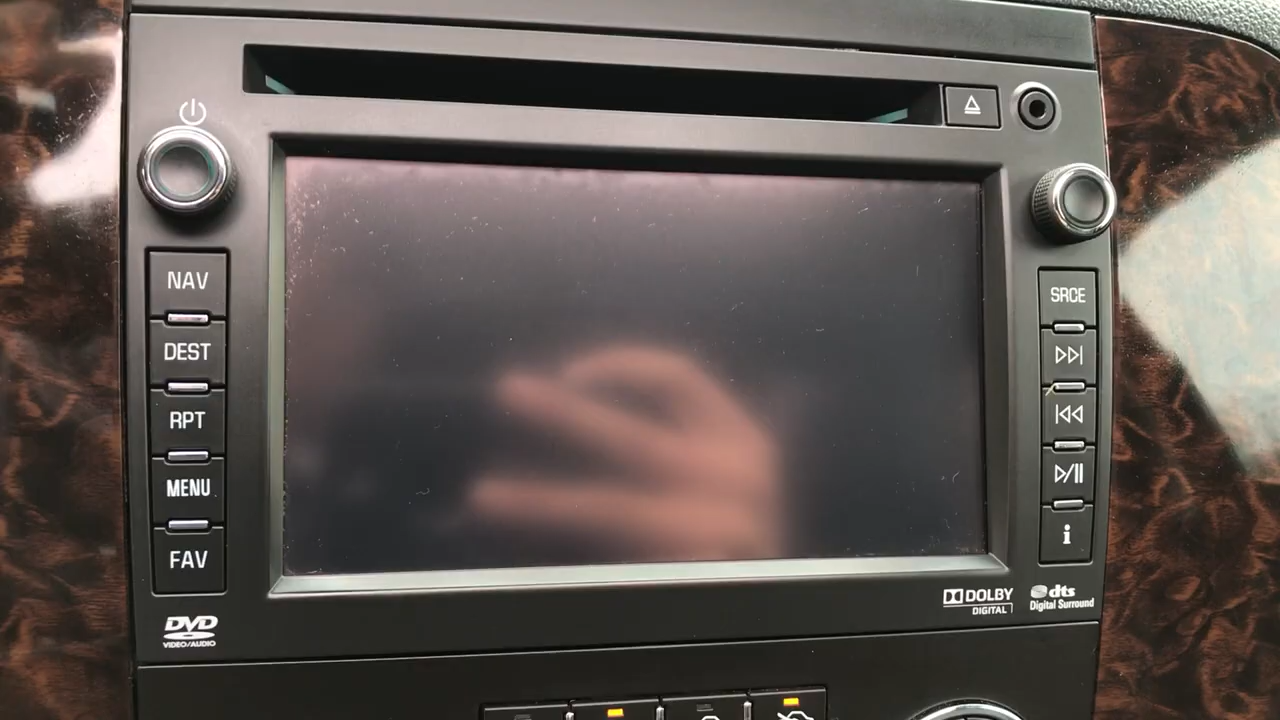 NAV
DEST
RPT
MENU
FAV
SRCE
i
DVD
VIDEO/AUDIO
DOLBY
DIGITAL
dts
Digital Surround